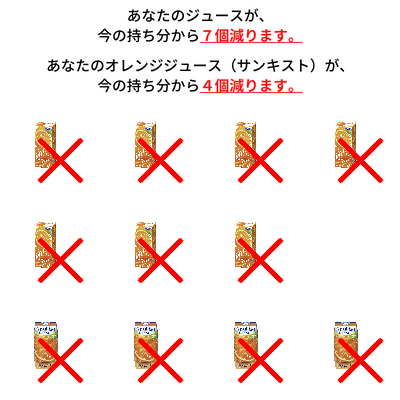 あなたのジュースが、
今の持ち分から７個減ります。
あなたのオレンジジュース（サンキスト）が、
今の持ち分から４個減ります。